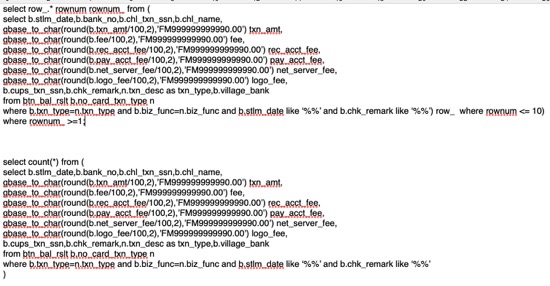 select row_.* rownum rownum_ from (
select b.stlm_date,b.bank_no,b.chl_txn_ssn,b.chl_name,
gbase_to_char(round(b.txn_amt/100,2),'FM999999999990.00') txn_amt,
gbase_to_char(round(b.fee/100,2),'FM999999999990.00') fee,
gbase_to_char(round(b.rec_acct_fee/100,2),'FM999999999990.00') rec_acct_fee,
gbase_to_char(round(b.pay_acct_fee/100,2),'FM999999999990.00') pay_acct_fee,
gbase_to_char(round(b.net_server_fee/100,2),'FM999999999990.00') net_server_fee,
gbase_to_char(round(b.logo_fee/100,2),'FM999999999990.00') logo_fee,
b.cups_txn_ssn,b.chk_remark,n.txn_desc as txn_type,b.village_bank
from btn_bal_rslt b,no_card_txn_type n
where b.txn_type=n.txn_type and b.biz_func=n.biz_func and b.stlm_date like '%%' and b.chk_remark like '%%') row_ where rownum <= 10)
where rownum_ >=1;
select count(*) from (
select b.stlm_date,b.bank_no,b.chl_txn_ssn,b.chl_name,
gbase_to_char(round(b.txn_amt/100,2),'FM999999999990.00') txn_amt,
gbase_to_char(round(b.fee/100,2),'FM999999999990.00') fee,
gbase_to_char(round(b.rec_acct_fee/100,2),'FM999999999990.00') rec_acct_fee,
gbase_to_char(round(b.pay_acct_fee/100,2),'FM999999999990.00') pay_acct_fee,
gbase_to_char(round(b.net_server_fee/100,2),'FM999999999990.00') net_server_fee,
gbase_to_char(round(b.logo_fee/100,2),'FM999999999990.00') logo_fee,
b.cups_txn_ssn,b.chk_remark,n.txn_desc as txn_type,b.village_bank
from btn_bal_rslt b,no_card_txn_type n
where b.txn_type=n.txn_type and b.biz_func=n.biz_func and b.stlm_date like '%%' and b.chk_remark like '%%'
)